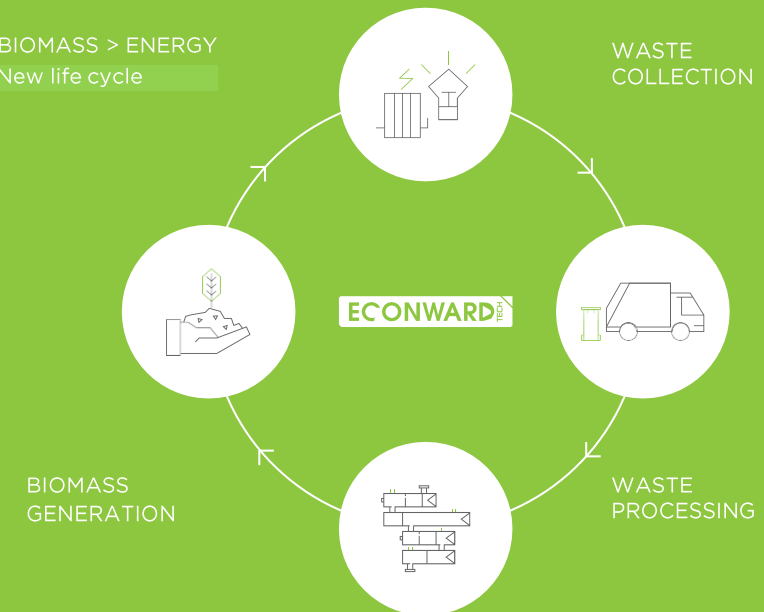 BIOMASS > ENERGY
New life cycle
WASTE
COLLECTION
ECONWARD
TECH
BIOMASS
GENERATION
WASTE
PROCESSING